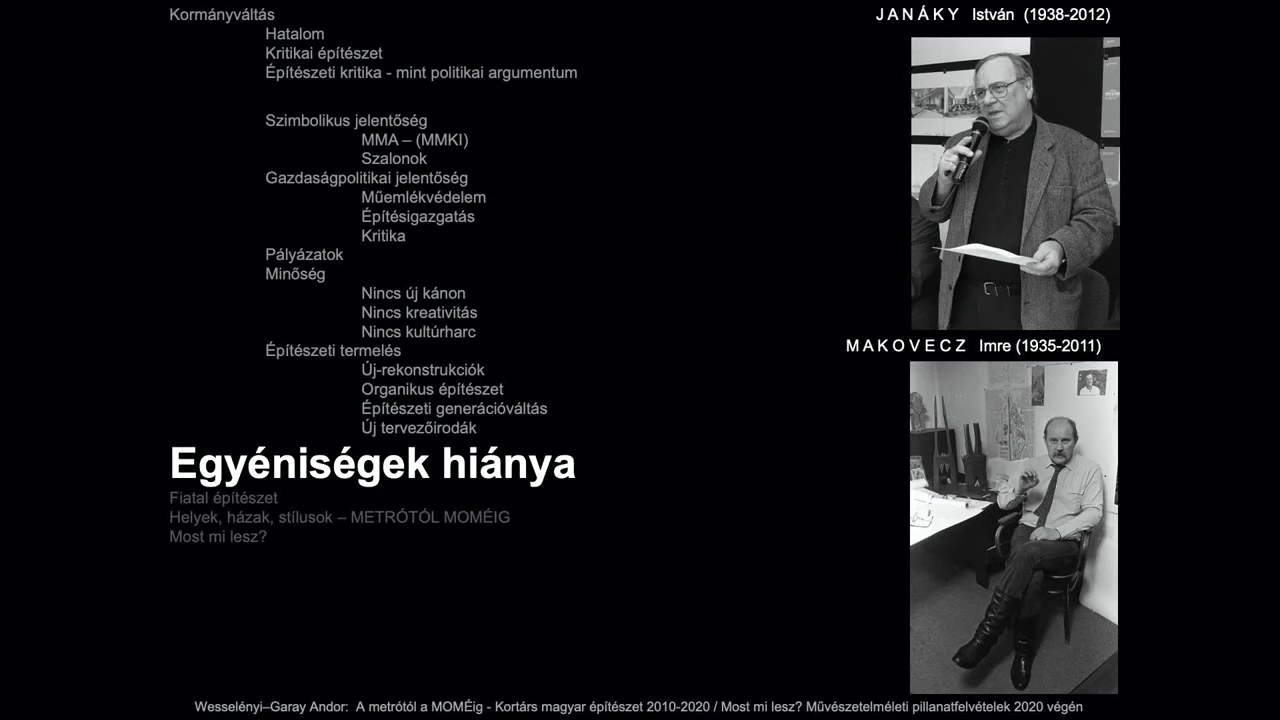 Kormányváltás
Hatalom
Kritikai építészet
Építészeti kritika - mint politikai argumentum
Szimbolikus jelentőség
MMA – (MMKI)
Szalonok
Gazdaságpolitikai jelentőség
Műemlékvédelem
Építésigazgatás
Kritika
Pályázatok
Minőség
Nincs új kánon
Nincs kreativitás
Nincs kultúrharc
Építészeti termelés
Új-rekonstrukciók
Organikus építészet
Építészeti generációváltás
Új tervezőirodák
Egyéniségek hiánya
Fiatal építészet
Helyek, házak, stílusok – METRÓTÓL MOMÉIG
Most mi lesz?
JANÁKY István (1938-2012)
MAKOVECZ Imre (1935-2011)
Wesselényi–Garay Andor: A metrótól a MOMÉig - Kortárs magyar építészet 2010-2020 / Most mi lesz? Művészetelméleti pillanatfelvételek 2020 végén